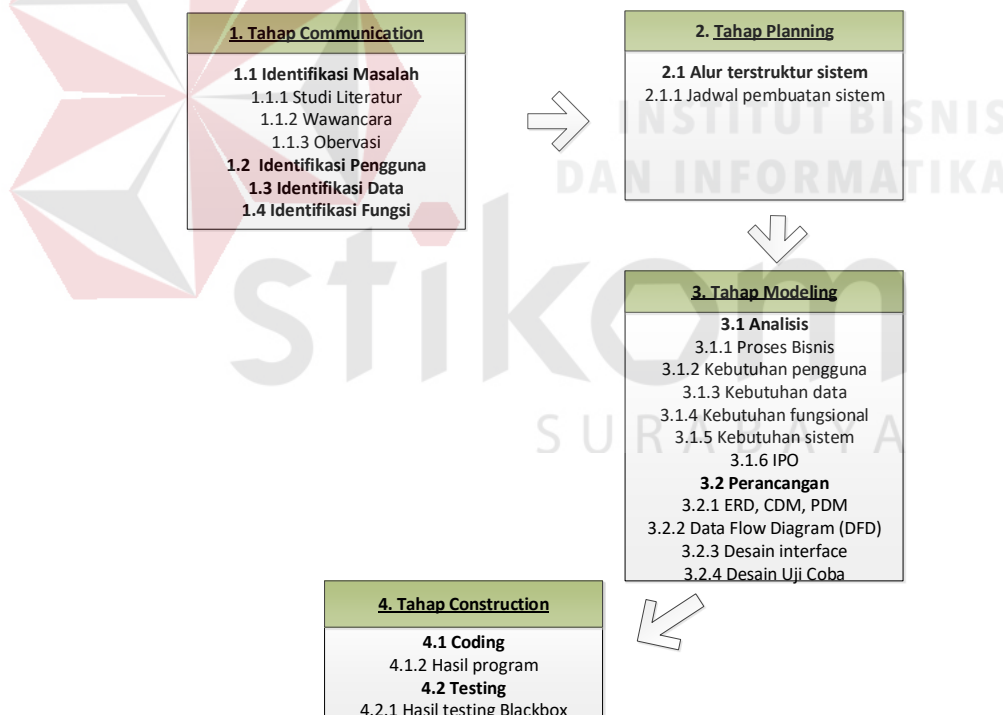 1. Tahap Communication
1.1 Identifikasi Masalah
1.1.1 Studi Literatur
1.1.2 Wawancara
1.1.3 Obervasi
1.2 Identifikasi Pengguna
1.3 Identifikasi Data
1.4 Identifikasi Fungsi
2. Tahap Planning
2.1 Alur terstruktur sistem
2.1.1 Jadwal pembuatan sistem
INSTITUT BISNIS
DAN INFORMATIKA
stikom
SURABAYA
3. Tahap Modeling
3.1 Analisis
3.1.1 Proses Bisnis
3.1.2 Kebutuhan pengguna
3.1.3 Kebutuhan data
3.1.4 Kebutuhan fungsional
3.1.5 Kebutuhan sistem
3.1.6 IPO
3.2 Perancangan
3.2.1 ERD, CDM, PDM
3.2.2 Data Flow Diagram (DFD)
3.2.3 Desain interface
3.2.4 Desain Uji Coba
4. Tahap Construction
4.1 Coding
4.1.2 Hasil program
4.2 Testing
4.2.1 Hasil testing Blackbox